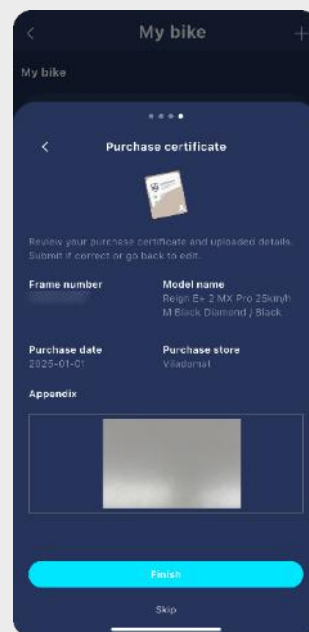 My bike
My bike
Purchase certificate
Review your purchase certificate and uploaded details.
Submit if correct or go back to edit.
Frame number
Model name
Reign E+ 2 MX Pro 25km/h
M Black Diamond / Black
Purchase date
Purchase store
2025-01-01
Viladomat
Appendix
Finish
Skip